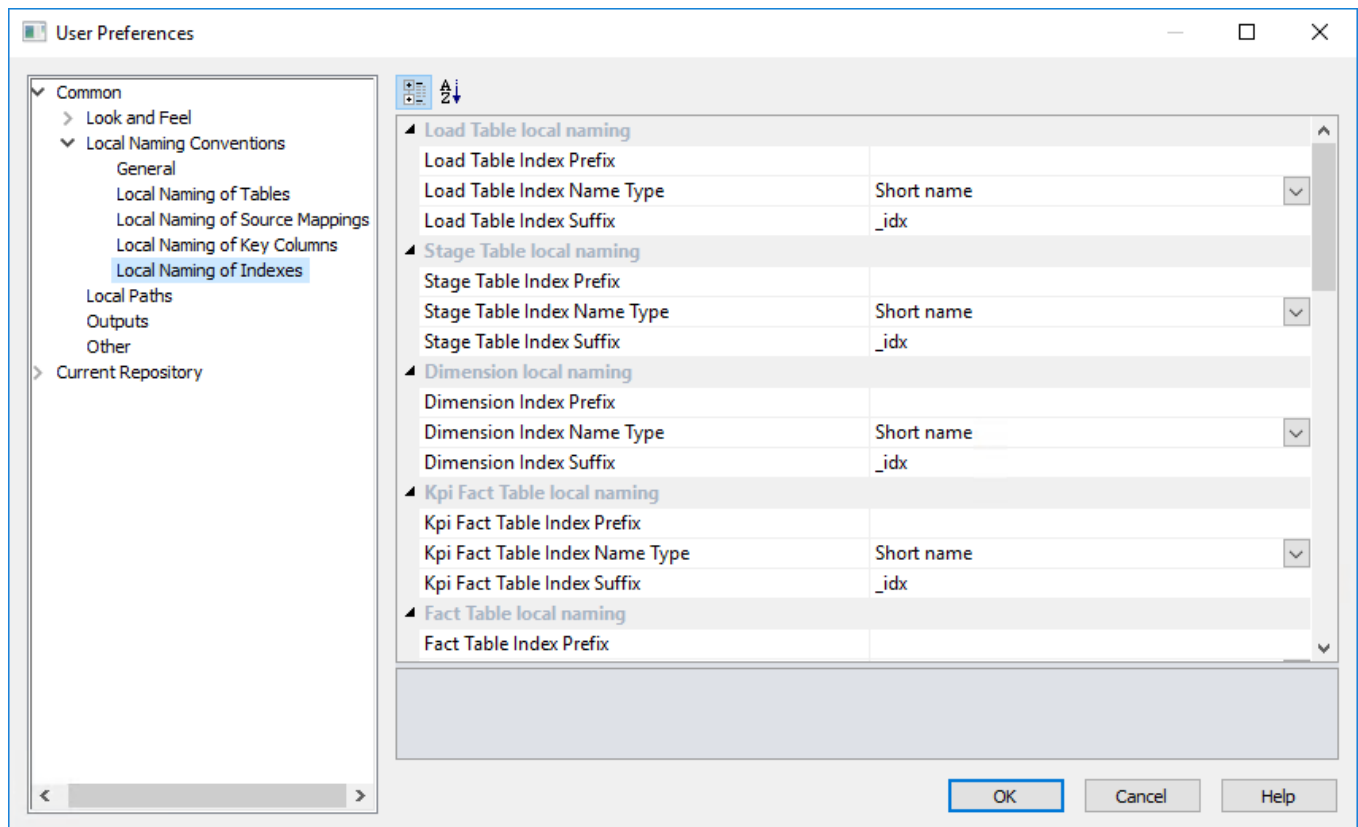 User Preferences
Common
Look and Feel
Local Naming Conventions
General
Local Naming of Tables
Local Naming of Source Mappings
Local Naming of Key Columns
Local Naming of Indexes
Local Paths
Outputs
Other
Current Repository
Load Table local naming
Load Table Index Prefix
Load Table Index Name Type Short name
Load Table Index Suffix _idx
Stage Table local naming
Stage Table Index Prefix
Stage Table Index Name Type Short name
Stage Table Index Suffix _idx
Dimension local naming
Dimension Index Prefix
Dimension Index Name Type Short name
Dimension Index Suffix _idx
Kpi Fact Table local naming
Kpi Fact Table Index Prefix
Kpi Fact Table Index Name Type Short name
Kpi Fact Table Index Suffix _idx
Fact Table local naming
Fact Table Index Prefix
OK Cancel Help